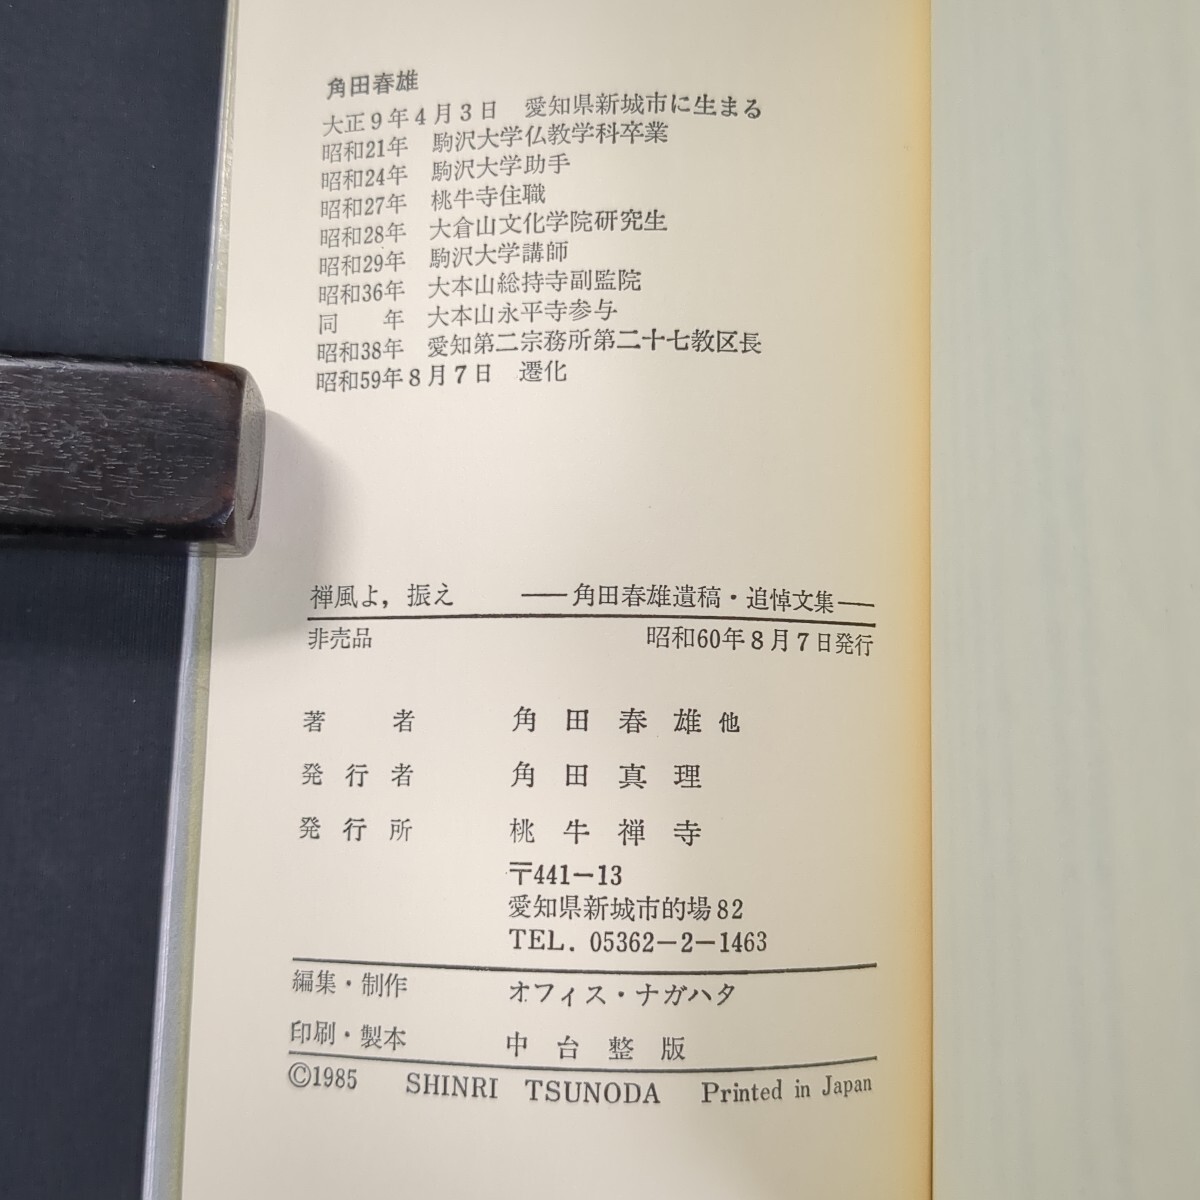 角田春雄
大正9年4月3日 愛知県新城市に生まる
昭和21年 駒沢大学仏教学科卒業
昭和24年 駒沢大学助手
昭和27年 桃牛寺住職
昭和28年 大倉山文化学院研究生
昭和29年 駒沢大学講師
昭和36年 大本山総持寺副監院
同 年 大本山永平寺参与
昭和38年 愛知第二宗務所第二十七教区長
昭和59年8月7日 遷化
禅風よ,振え ――角田春雄遺稿・追悼文集――
非売品 昭和60年8月7日発行
著者 角田春雄他
発行者 角田真理
発行所 桃牛禅寺
〒441-13
愛知県新城市的場82
TEL. 05362-2-1463
編集・制作 オフィス・ナガハタ
印刷・製本 中台整版
©1985 SHINRI TSUNODA Printed in Japan